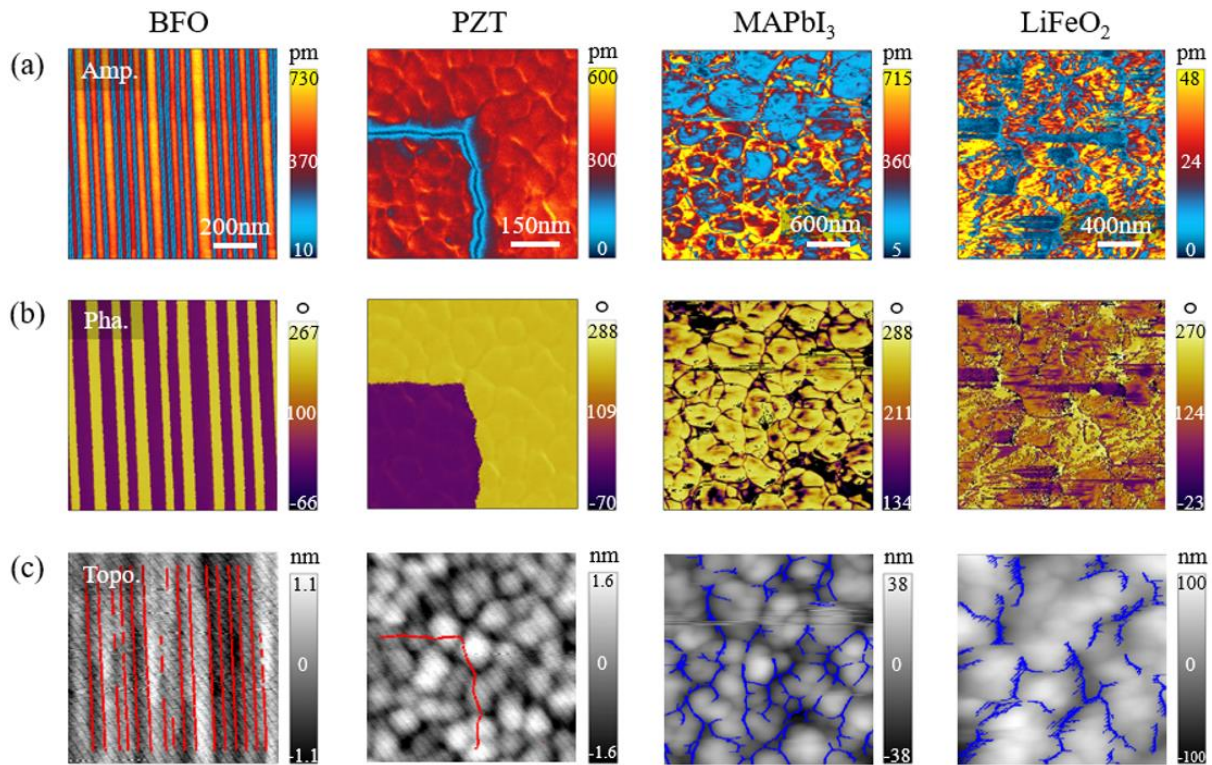 BFO PZT MAPbI₃ LiFeO₂
(a) Amp. pm pm pm pm
730 600 715 48
370 300 360 24
200nm 150nm 600nm 400nm
10 0 5 0
(b) Pha. o o o o
267 288 288 270
100 109 211 124
-66 -70 134 -23
(c) Topo. nm nm nm nm
1.1 1.6 38 100
0 0 0 0
-1.1 -1.6 -38 -100